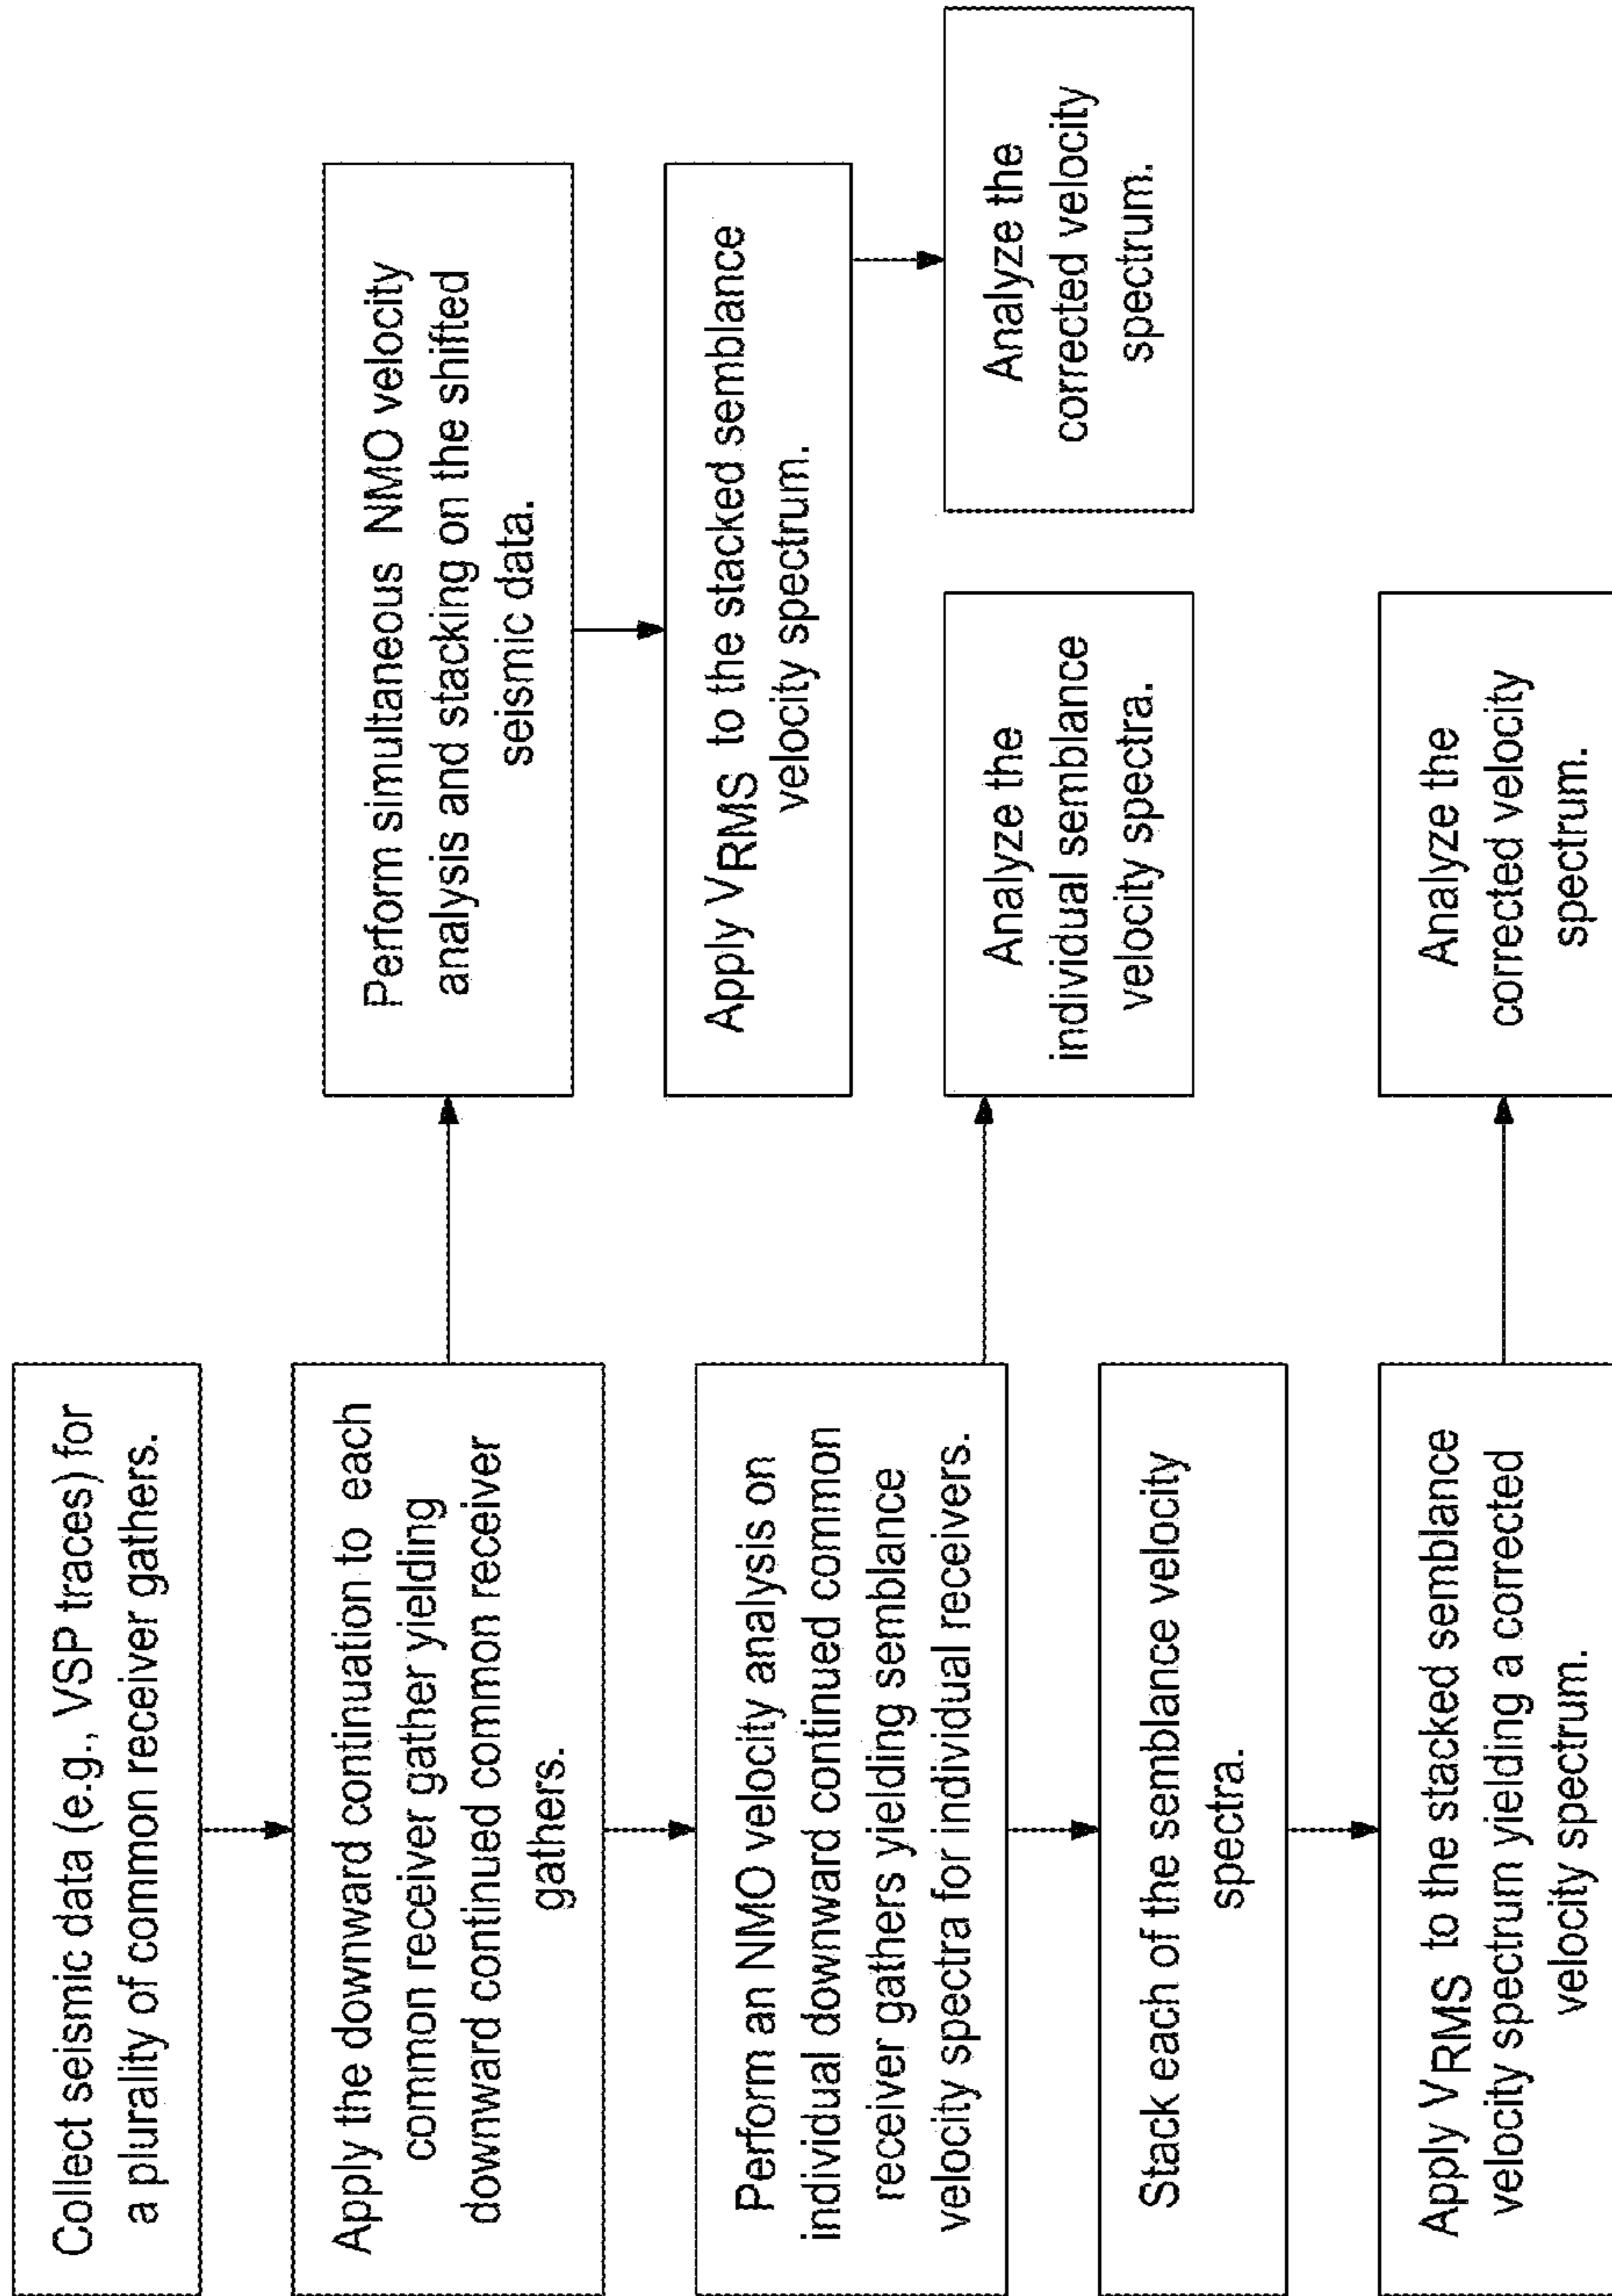 Collect seismic data (e.g., VSP traces) for
a plurality of common receiver gathers.
Apply the downward continuation to each
common receiver gather yielding
downward continued common receiver
gathers.
Perform an NMO velocity analysis on
individual downward continued common
receiver gathers yielding semblance
velocity spectra for individual receivers.
Stack each of the semblance velocity
spectra.
Apply VRMS to the stacked semblance
velocity spectrum yielding a corrected
velocity spectrum.
Perform simultaneous NMO velocity
analysis and stacking on the shifted
seismic data.
Apply VRMS to the stacked semblance
velocity spectrum.
Analyze the
individual semblance
velocity spectra.
Analyze the
corrected velocity
spectrum.
Analyze the
corrected velocity
spectrum.